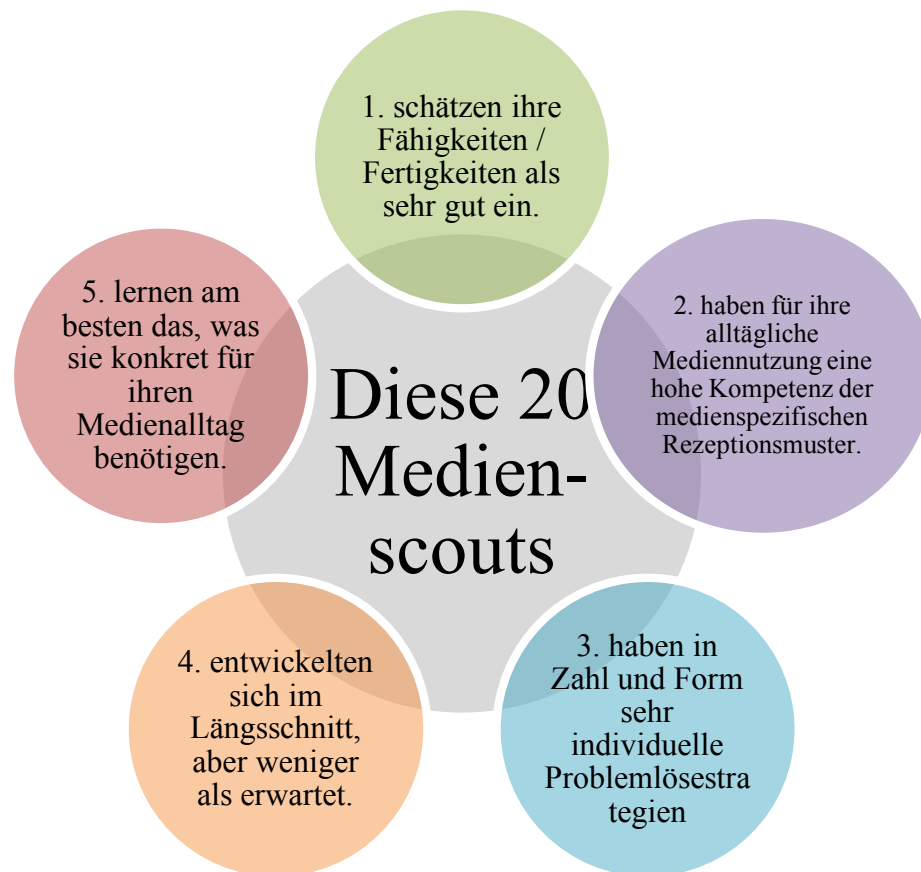 1. schätzen ihre
Fähigkeiten /
Fertigkeiten als
sehr gut ein.
2. haben für ihre
alltägliche
Mediennutzung eine
hohe Kompetenz der
medienspezifischen
Rezeptionsmuster.
3. haben in
Zahl und Form
sehr
individuelle
Problemlösestra
tegien
4. entwickelten
sich im
Längsschnitt,
aber weniger
als erwartet.
5. lernen am
besten das, was
sie konkret für
ihren
Medienalltag
benötigen.
Diese 20
Medien-
scouts